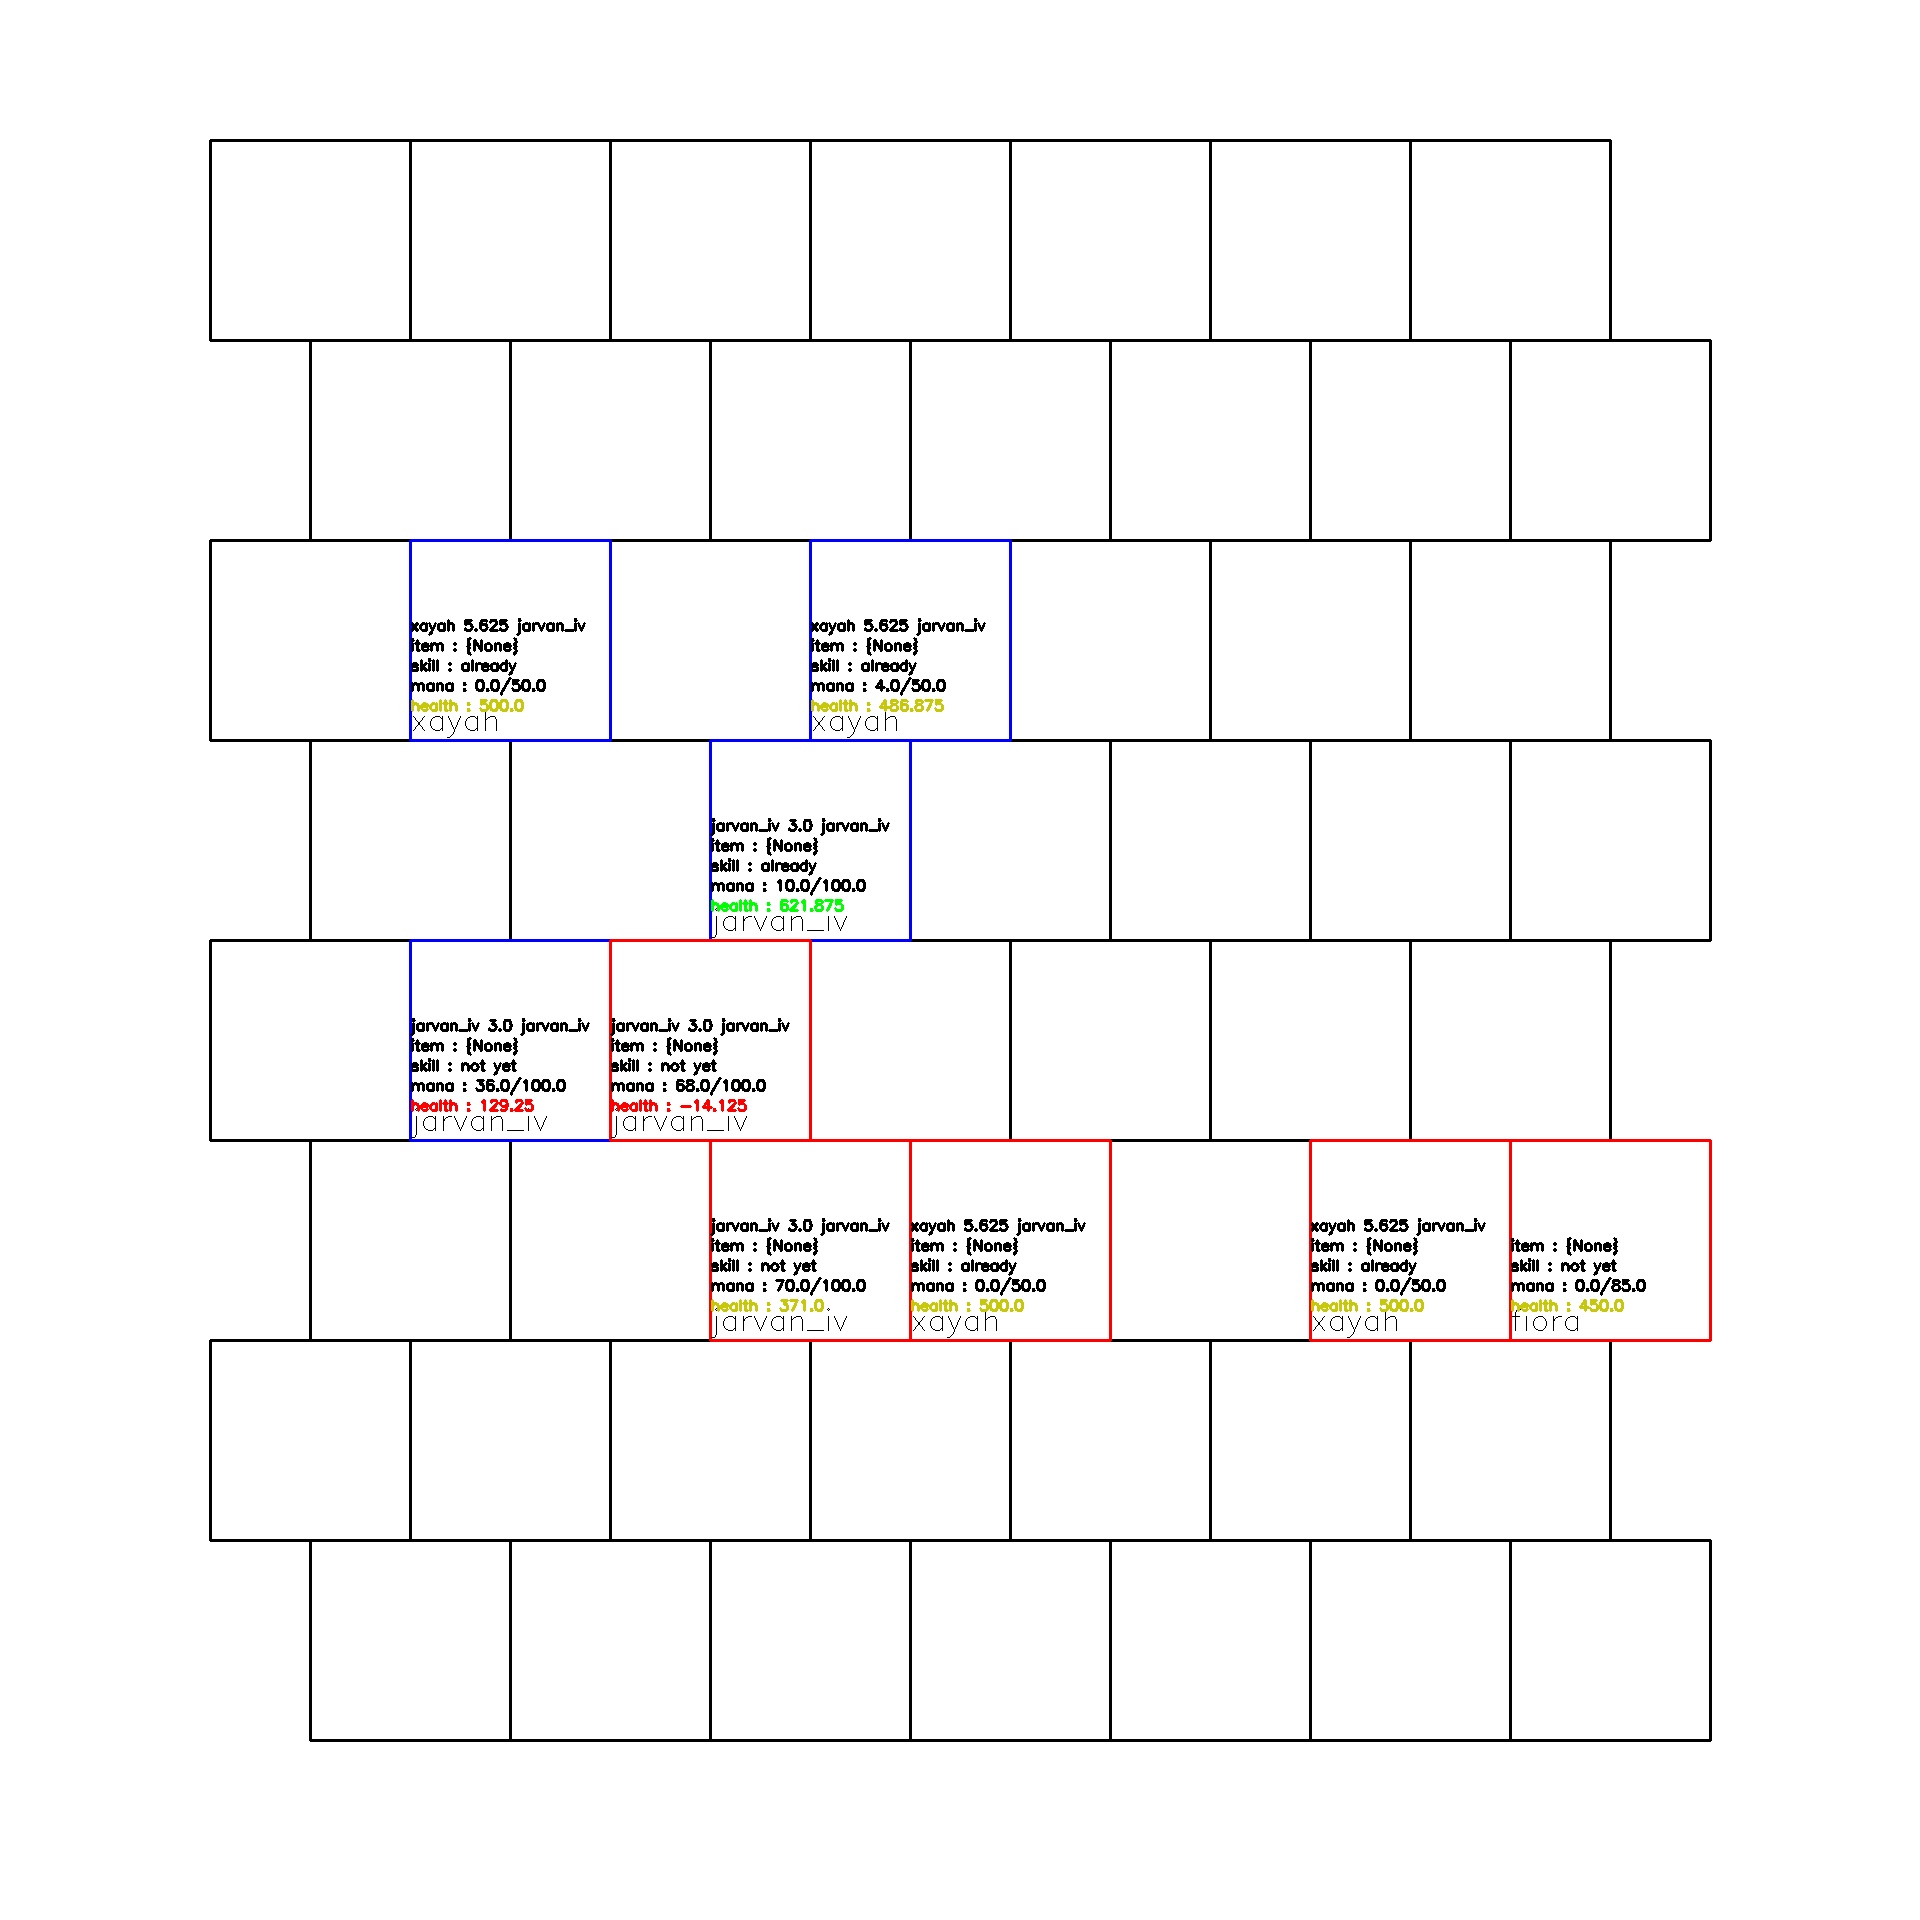 xayah 5.625 jarvan_iv
item : {None}
skill : already
mana : 0.0/50.0
health : 500.0
xayah
xayah 5.625 jarvan_iv
item : {None}
skill : already
mana : 4.0/50.0
health : 486.875
xayah
jarvan_iv 3.0 jarvan_iv
item : {None}
skill : already
mana : 10.0/100.0
health : 621.875
jarvan_iv
jarvan_iv 3.0 jarvan_iv
item : {None}
skill : not yet
mana : 36.0/100.0
health : 129.25
jarvan_iv
jarvan_iv 3.0 jarvan_iv
item : {None}
skill : not yet
mana : 68.0/100.0
health : -14.125
jarvan_iv
jarvan_iv 3.0 jarvan_iv
item : {None}
skill : not yet
mana : 70.0/100.0
health : 371.0
jarvan_iv
xayah 5.625 jarvan_iv
item : {None}
skill : already
mana : 0.0/50.0
health : 500.0
xayah
xayah 5.625 jarvan_iv
item : {None}
skill : already
mana : 0.0/50.0
health : 500.0
xayah
item : {None}
skill : not yet
mana : 0.0/85.0
health : 450.0
fiora